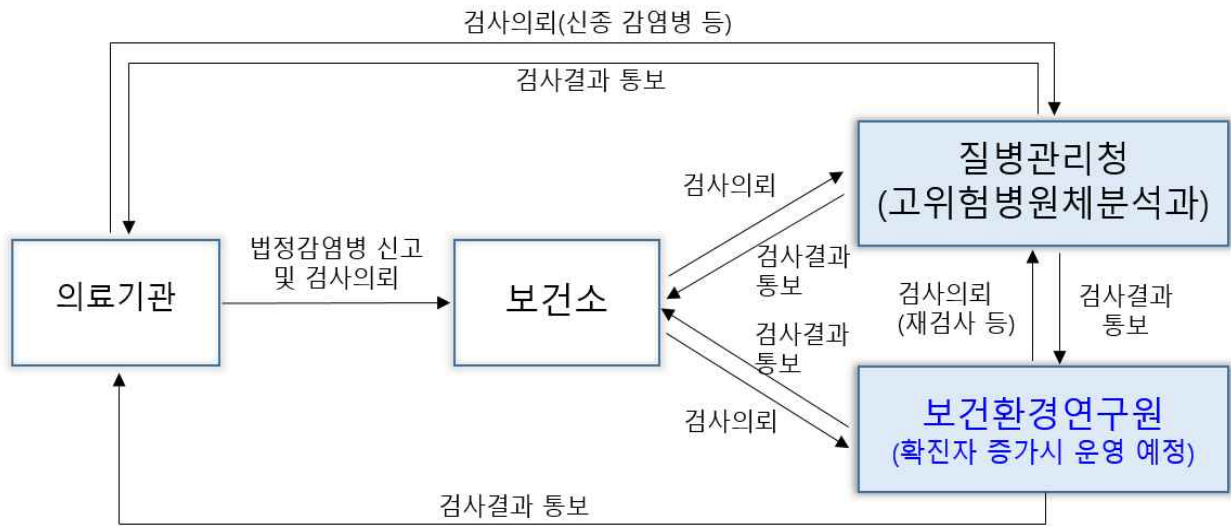 검사의뢰(신종 감염병 등)
검사결과 통보
질병관리청
(고위험병원체분석과)
검사의뢰
법정감염병 신고
및 검사의뢰
검사결과
통보
의료기관
보건소
검사의뢰
(재검사 등)
검사결과
통보
검사결과
통보
검사의뢰
보건환경연구원
(확진자 증가시 운영 예정)
검사결과 통보